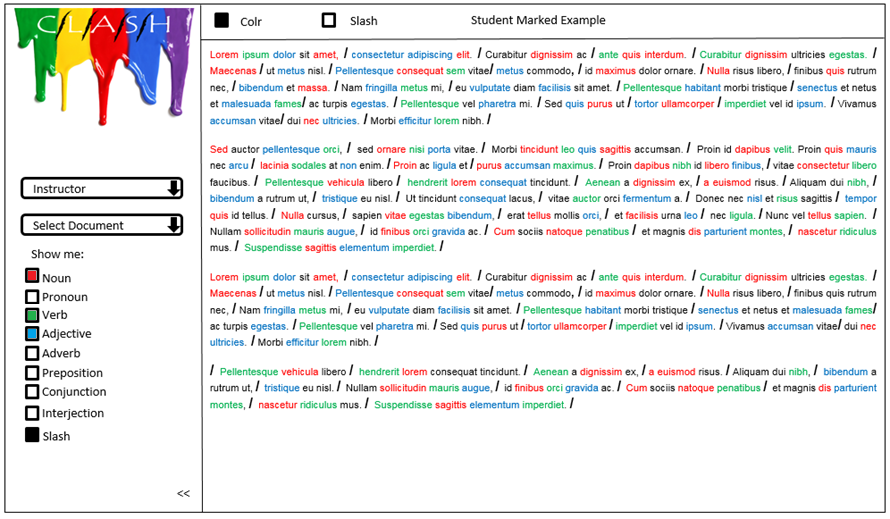 C/L/A/S/H
Colr
Slash
Student Marked Example
Instructor
Select Document
Show me:
Noun
Pronoun
Verb
Adjective
Adverb
Preposition
Conjunction
Interjection
Slash
<<
Lorem ipsum dolor sit amet, / consectetur adipiscing elit. / Curabitur dignissim ac / ante quis interdum. / Curabitur dignissim ultricies egestas. /
Maecenas / ut metus nisl. / Pellentesque consequat sem vitae/ metus commodo, / id maximus dolor ornare. / Nulla risus libero, / finibus quis rutrum
nec, / bibendum et massa. / Nam fringilla metus mi, / eu vulputate diam facilisis sit amet. / Pellentesque habitant morbi tristique / senectus et netus
et malesuada fames/ ac turpis egestas. / Pellentesque vel pharetra mi. / Sed quis purus ut / tortor ullamcorper / imperdiet vel id ipsum. / Vivamus
accumsan vitae/ dui nec ultricies. / Morbi efficitur lorem nibh. /
Sed auctor pellentesque orci, / sed ornare nisi porta vitae. / Morbi tincidunt leo quis sagittis accumsan. / Proin id dapibus velit. Proin quis mauris
nec arcu / lacinia sodales at non enim. / Proin ac ligula et / purus accumsan maximus. / Proin dapibus nibh id libero finibus, / vitae consectetur libero
faucibus. / Pellentesque vehicula libero / hendrerit lorem consequat tincidunt. / Aenean a dignissim ex, / a euismod risus. / Aliquam dui nibh, /
bibendum a rutrum ut, / tristique eu nisl. / Ut tincidunt consequat lacus, / vitae auctor orci fermentum a. / Donec nec nisl et risus sagittis / tempor
quis id tellus. / Nulla cursus, / sapien vitae egestas bibendum, / erat tellus mollis orci, / et facilisis urna leo / nec ligula. / Nunc vel tellus sapien. /
Nullam sollicitudin mauris augue, / id finibus orci gravida ac. / Cum sociis natoque penatibus / et magnis dis parturient montes, / nascetur ridiculus
mus. / Suspendisse sagittis elementum imperdiet. /
Lorem ipsum dolor sit amet, / consectetur adipiscing elit. / Curabitur dignissim ac / ante quis interdum. / Curabitur dignissim ultricies egestas. /
Maecenas / ut metus nisl. / Pellentesque consequat sem vitae/ metus commodo, / id maximus dolor ornare. / Nulla risus libero, / finibus quis rutrum
nec, / Nam fringilla metus mi, / eu vulputate diam facilisis sit amet. / Pellentesque habitant morbi tristique / senectus et netus et malesuada fames/
ac turpis egestas. / Pellentesque vel pharetra mi. / Sed quis purus ut / tortor ullamcorper / imperdiet vel id ipsum. / Vivamus accumsan vitae/ dui nec
ultricies. / Morbi efficitur lorem nibh. /
/ Pellentesque vehicula libero / hendrerit lorem consequat tincidunt. / Aenean a dignissim ex, / a euismod risus. / Aliquam dui nibh, / bibendum a
rutrum ut, / tristique eu nisl. / Nullam sollicitudin mauris augue, / id finibus orci gravida ac. / Cum sociis natoque penatibus / et magnis dis parturient
montes, / nascetur ridiculus mus. / Suspendisse sagittis elementum imperdiet. /